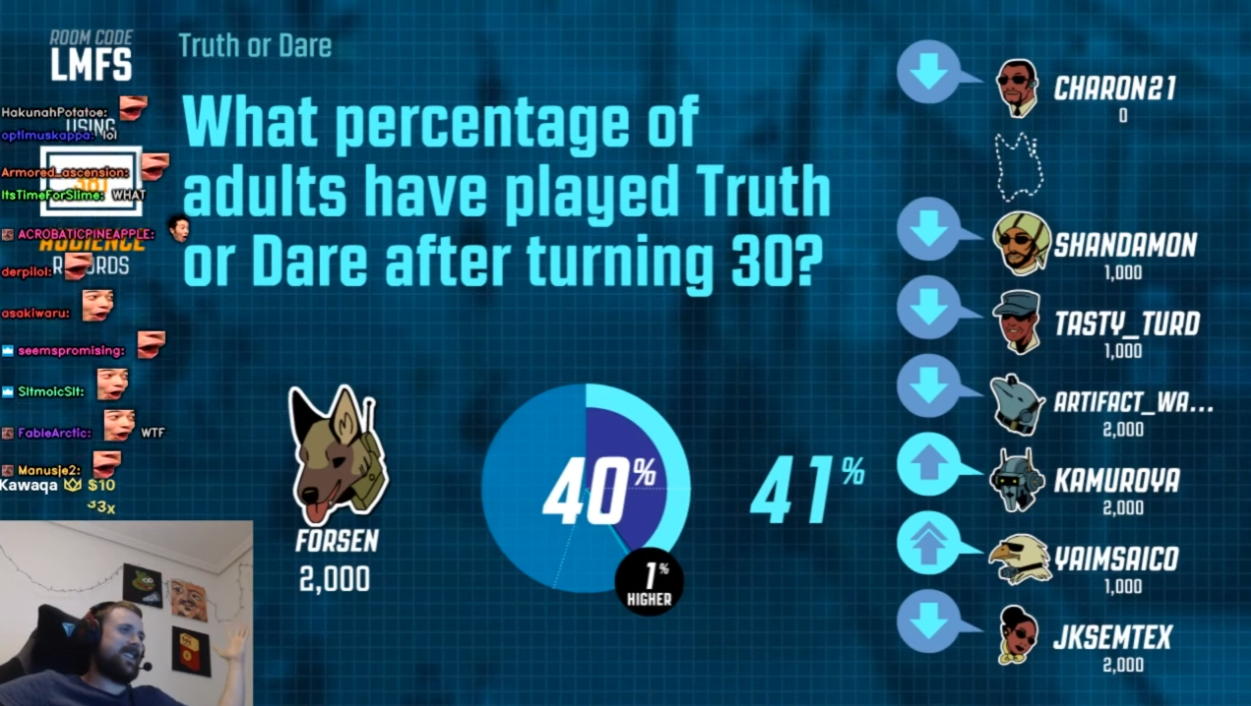 ROOM CODE
LMFS
Truth or Dare
What percentage of
adults have played Truth
or Dare after turning 30?
HakunahPotatoe:
USING
optimuskappa: lol
Armored_ascension:
ItsTimeForSlime: WHAT
ACROBATICPINEAPPLE:
AUDIENCE
derpilol:
asakiwaru:
seemspromising:
FableArctic: WTF
Manusje2:
Kawaqa $10
3x
FORSEN
2,000
40%
1%
HIGHER
41%
CHARON21
0
SHANDAMON
1,000
TASTY_TURD
1,000
ARTIFACT_WA...
2,000
KAMUROYA
2,000
YAIMSAICO
1,000
JKSEMTEX
2,000